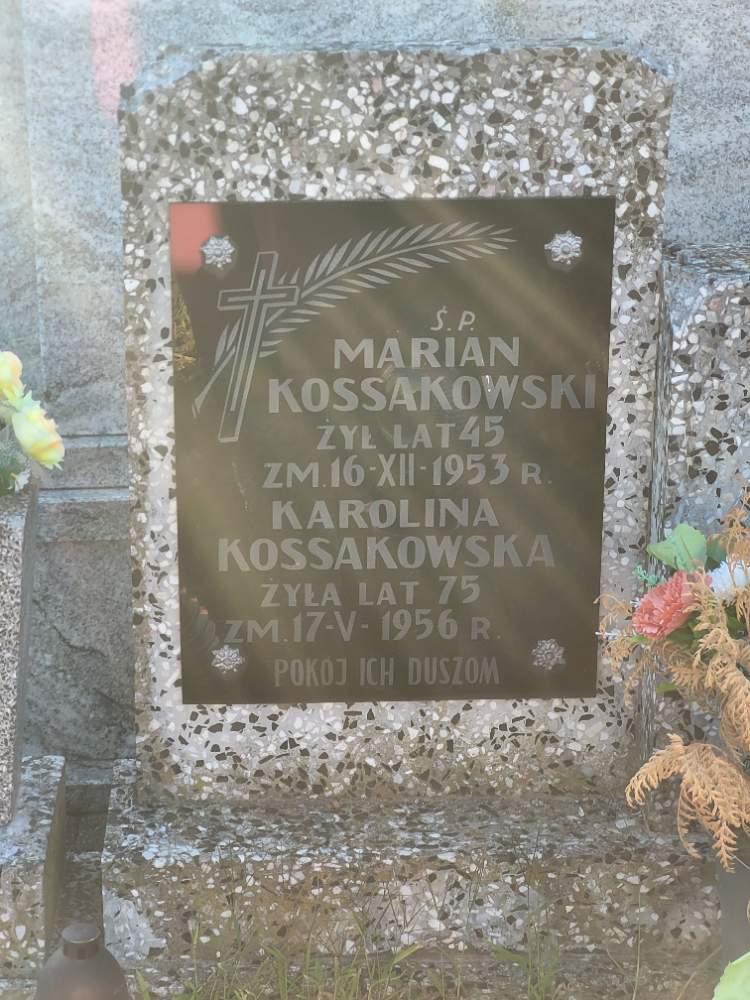 Ś.P.
MARIAN
KOSSAKOWSKI
ŻYŁ LAT 45
ZM. 16-XII-1953 R.
KAROLINA
KOSSAKOWSKA
ŻYŁA LAT 75
ZM. 17-V-1956 R.
POKÓJ ICH DUSZOM